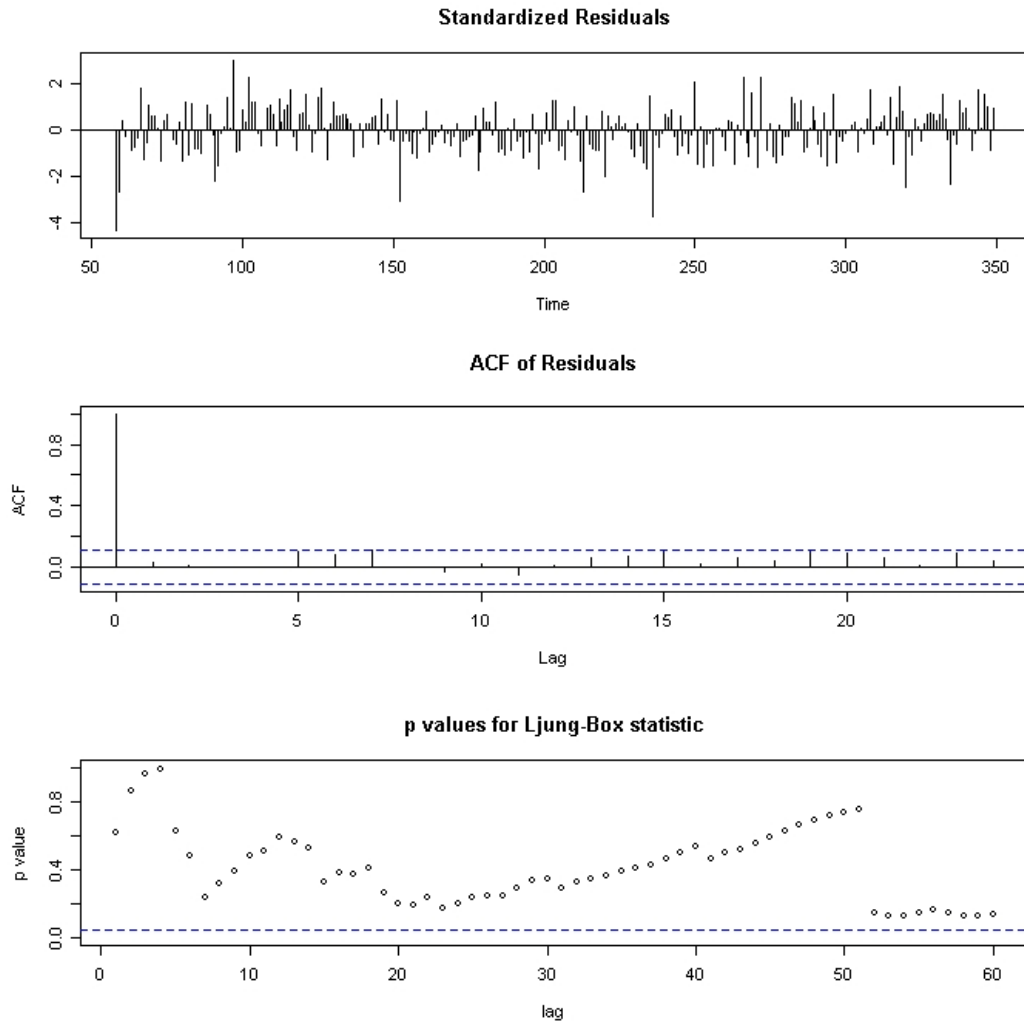 Standardized Residuals
2
0
-2
-4
50 100 150 200 250 300 350
Time
ACF of Residuals
ACF
0.8
0.4
0.0
0 5 10 15 20
Lag
p values for Ljung-Box statistic
p value
0.8
0.4
0.0
0 10 20 30 40 50 60
lag